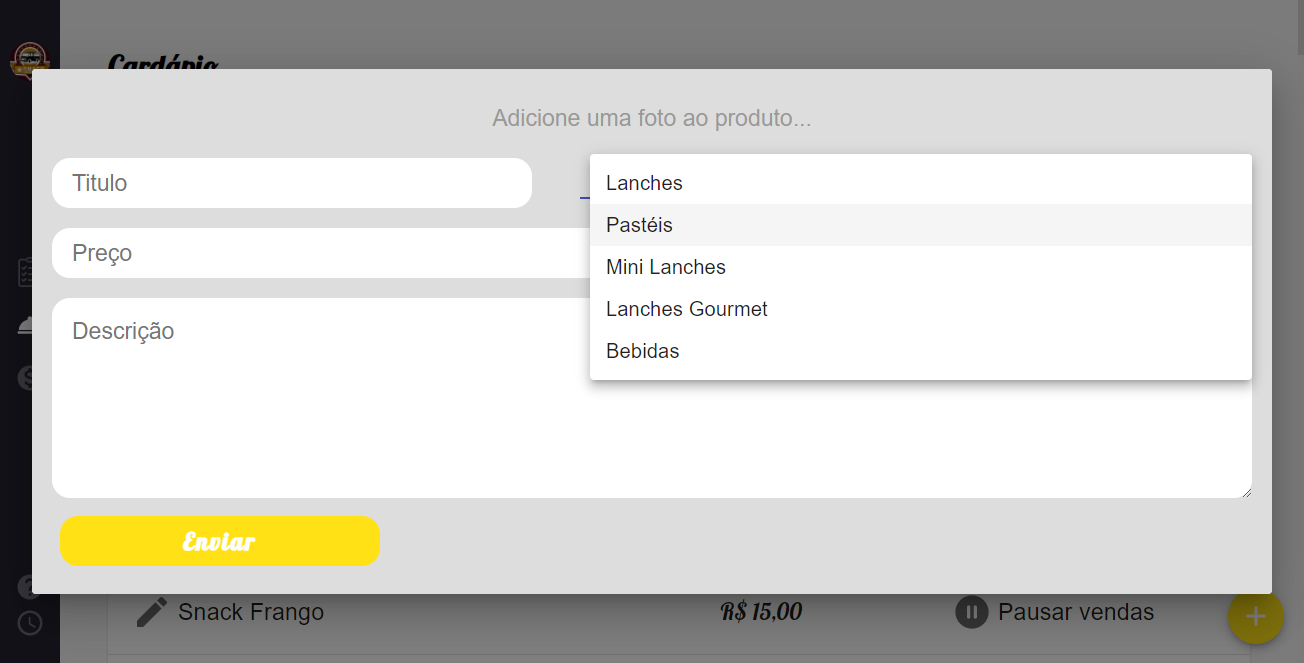 Cardápio
Adicione uma foto ao produto...
Titulo
Lanches
Pastéis
Preço
Mini Lanches
Lanches Gourmet
Descrição
Bebidas
Enviar
Snack Frango R$ 15,00 Pausar vendas